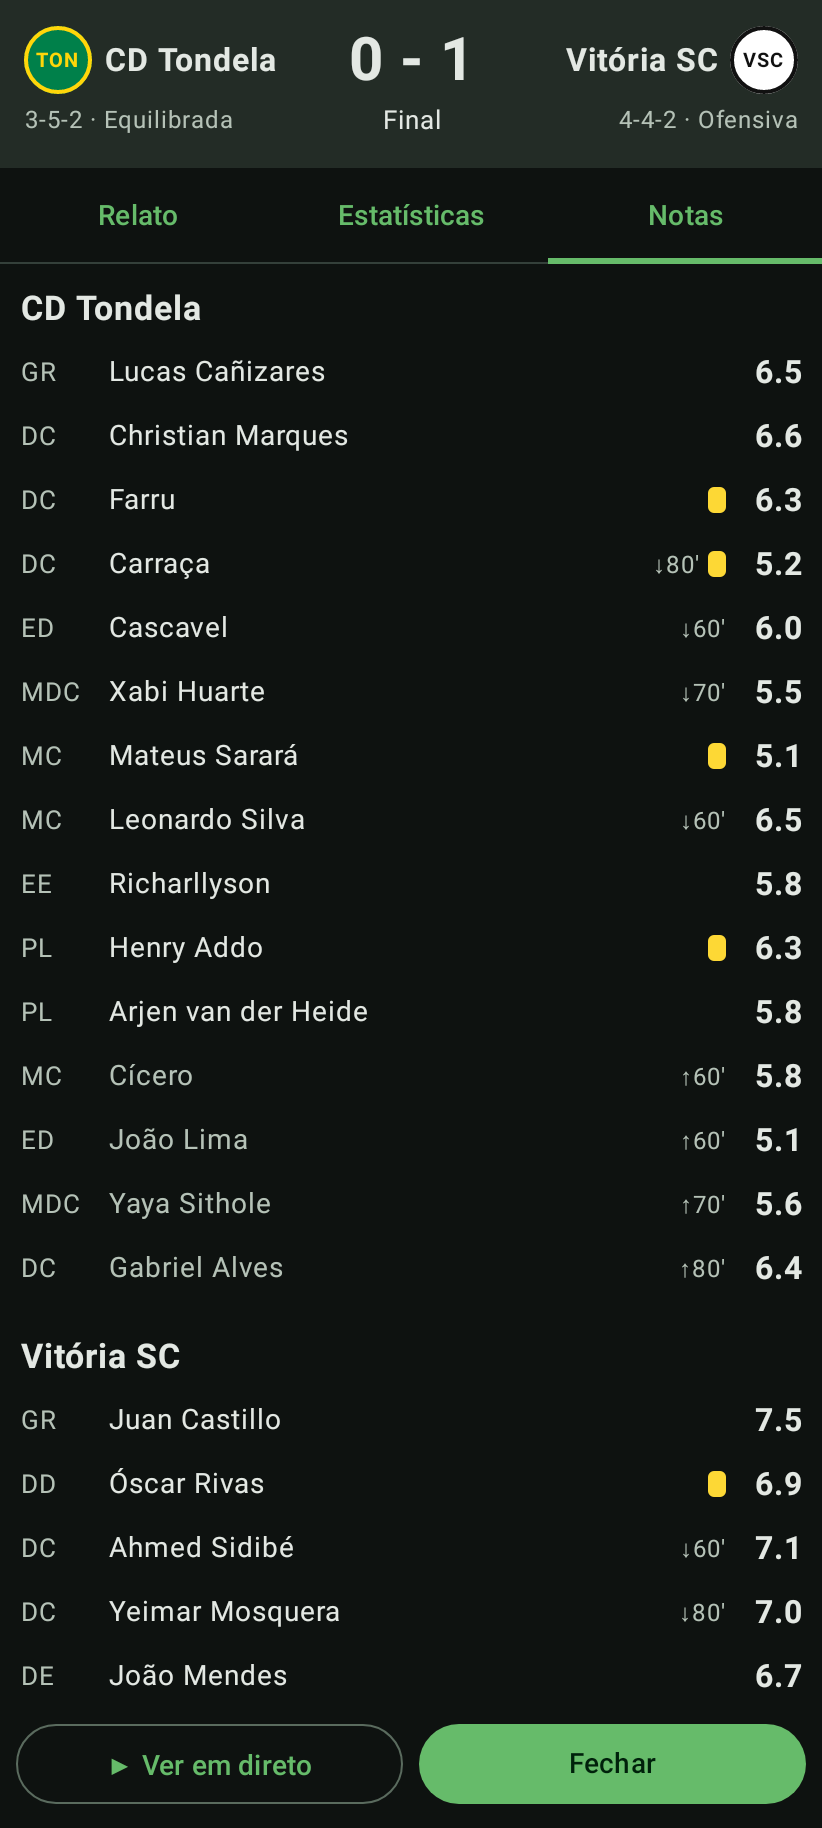 TON CD Tondela 0 - 1 Vitória SC VSC
3-5-2 · Equilibrada Final 4-4-2 · Ofensiva
Relato Estatísticas Notas
CD Tondela
GR Lucas Cañizares 6.5
DC Christian Marques 6.6
DC Farru 6.3
DC Carraça ↓80' 5.2
ED Cascavel ↓60' 6.0
MDC Xabi Huarte ↓70' 5.5
MC Mateus Sarará 5.1
MC Leonardo Silva ↓60' 6.5
EE Richarllyson 5.8
PL Henry Addo 6.3
PL Arjen van der Heide 5.8
MC Cícero ↑60' 5.8
ED João Lima ↑60' 5.1
MDC Yaya Sithole ↑70' 5.6
DC Gabriel Alves ↑80' 6.4
Vitória SC
GR Juan Castillo 7.5
DD Óscar Rivas 6.9
DC Ahmed Sidibé ↓60' 7.1
DC Yeimar Mosquera ↓80' 7.0
DE João Mendes 6.7
► Ver em direto Fechar